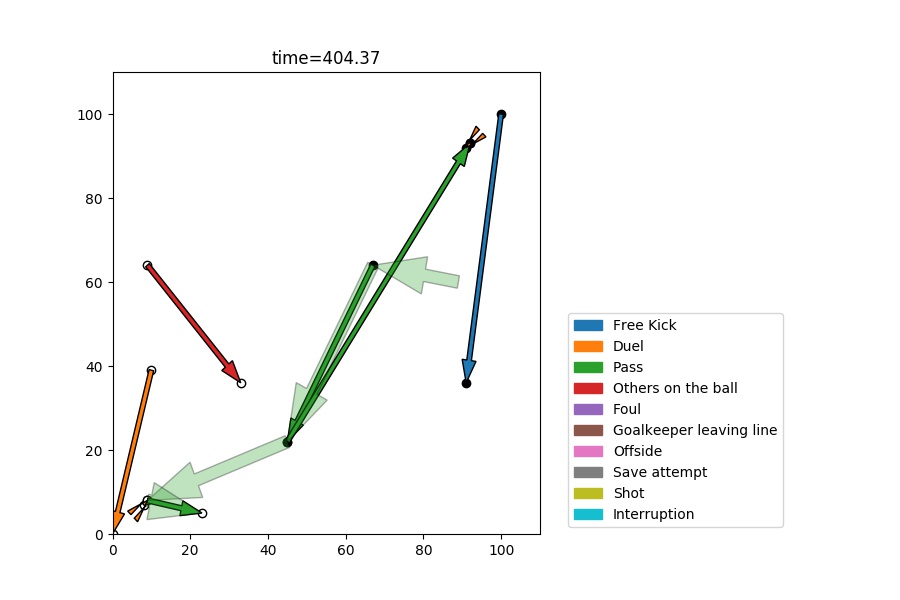 time=404.37
100
80
60
40
20
0
0 20 40 60 80 100
Free Kick
Duel
Pass
Others on the ball
Foul
Goalkeeper leaving line
Offside
Save attempt
Shot
Interruption